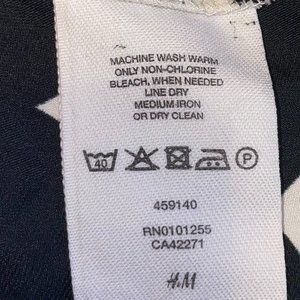 MACHINE WASH WARM
ONLY NON-CHLORINE
BLEACH, WHEN NEEDED
LINE DRY
MEDIUM IRON
OR DRY CLEAN
40 P
459140
RN0101255
CA42271
H&M